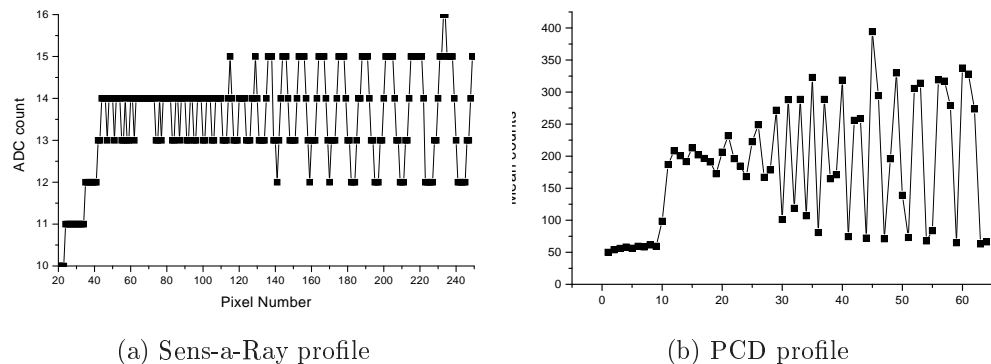 16
15
14
13
12
11
10
ADC count
20 40 60 80 100 120 140 160 180 200 220 240
Pixel Number
(a) Sens-a-Ray profile
400
350
300
250
200
150
100
50
0
Mean counts
0 10 20 30 40 50 60
(b) PCD profile